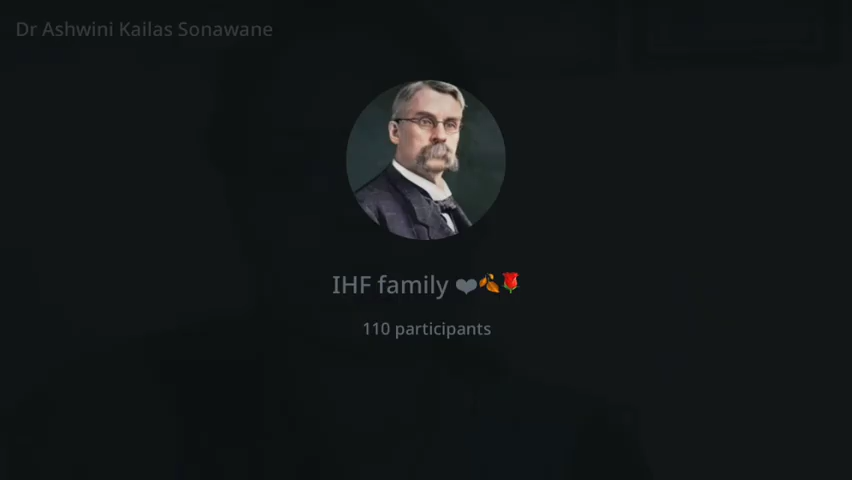 Dr Ashwini Kailas Sonawane
IHF family ❤🍂🌹
110 participants